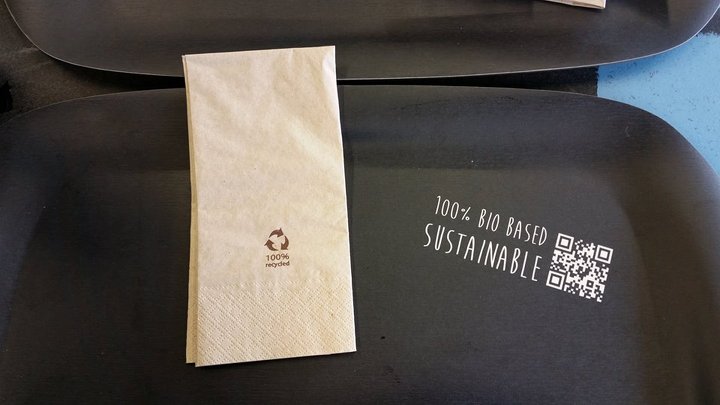 100%
recycled
100% BIO BASED
SUSTAINABLE